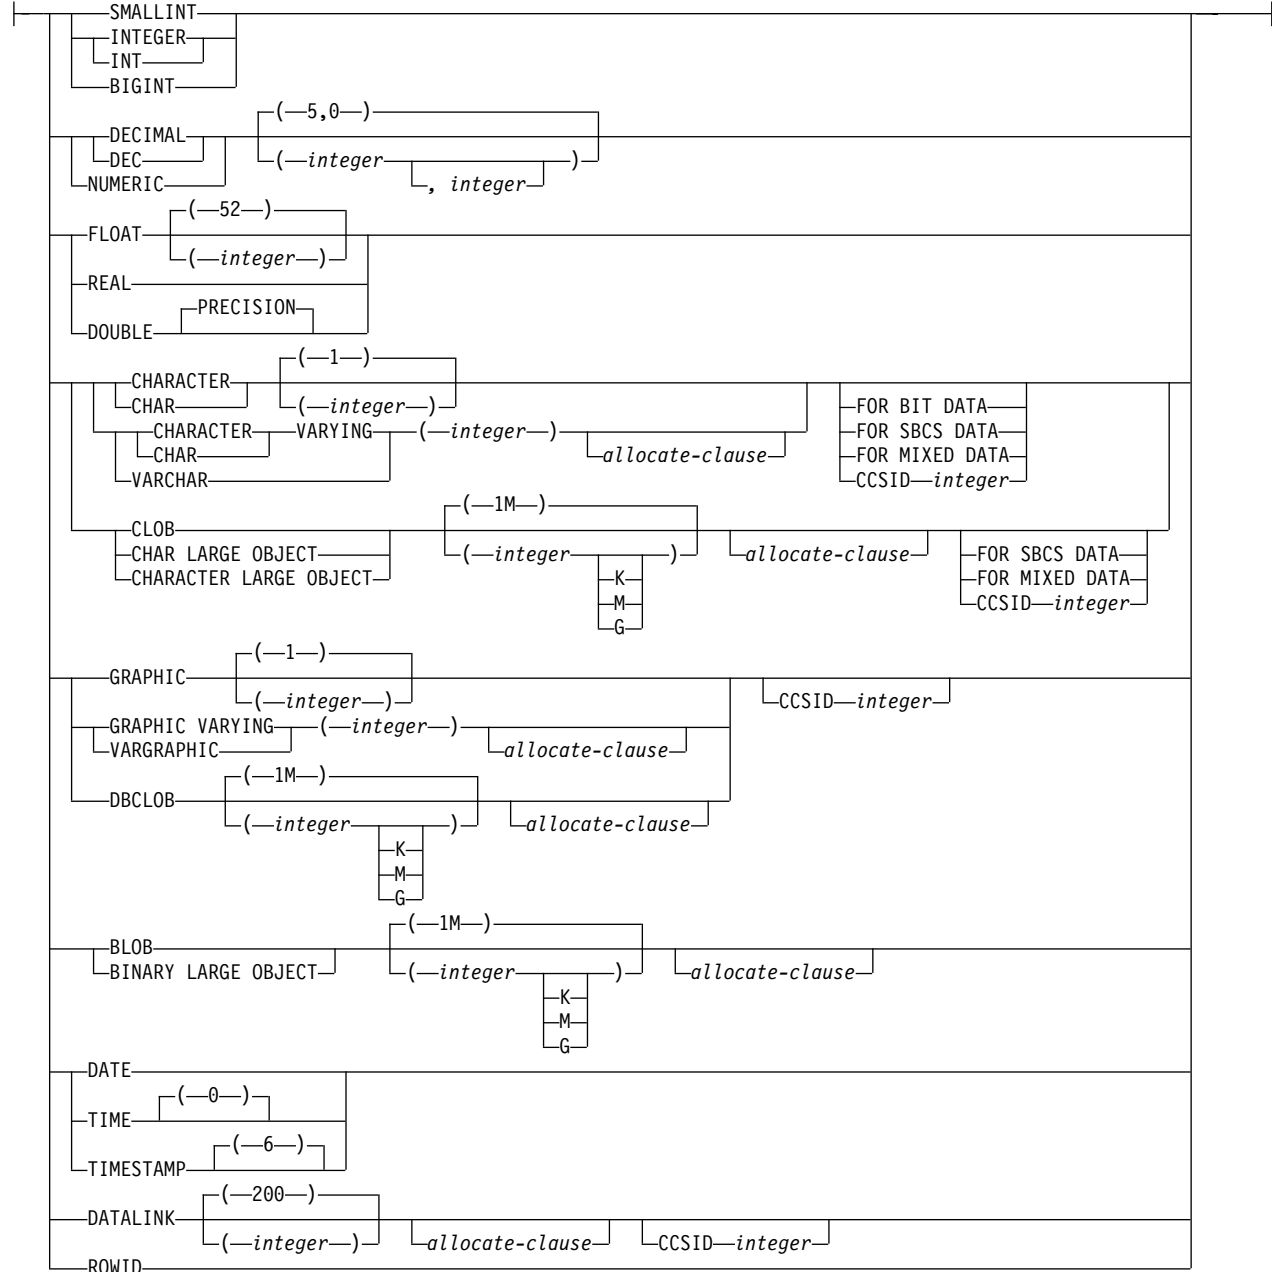 SMALLINT
INTEGER
INT
BIGINT
( 5,0 )
DECIMAL
DEC ( integer )
NUMERIC , integer
( 52 )
FLOAT
( integer )
REAL
PRECISION
DOUBLE
( 1 )
CHARACTER
CHAR ( integer ) FOR BIT DATA
CHARACTER VARYING ( integer ) FOR SBCS DATA
CHAR allocate-clause FOR MIXED DATA
VARCHAR CCSID integer
( 1M )
CLOB
CHAR LARGE OBJECT ( integer ) allocate-clause FOR SBCS DATA
CHARACTER LARGE OBJECT K FOR MIXED DATA
M CCSID integer
G
( 1 )
GRAPHIC
( integer ) CCSID integer
GRAPHIC VARYING ( integer )
VARGRAPHIC allocate-clause
( 1M )
DBCLOB
( integer ) allocate-clause
K
M
G
( 1M )
BLOB
BINARY LARGE OBJECT ( integer ) allocate-clause
K
M
G
DATE
( 0 )
TIME
( 6 )
TIMESTAMP
( 200 )
DATALINK
( integer ) allocate-clause CCSID integer
ROWID